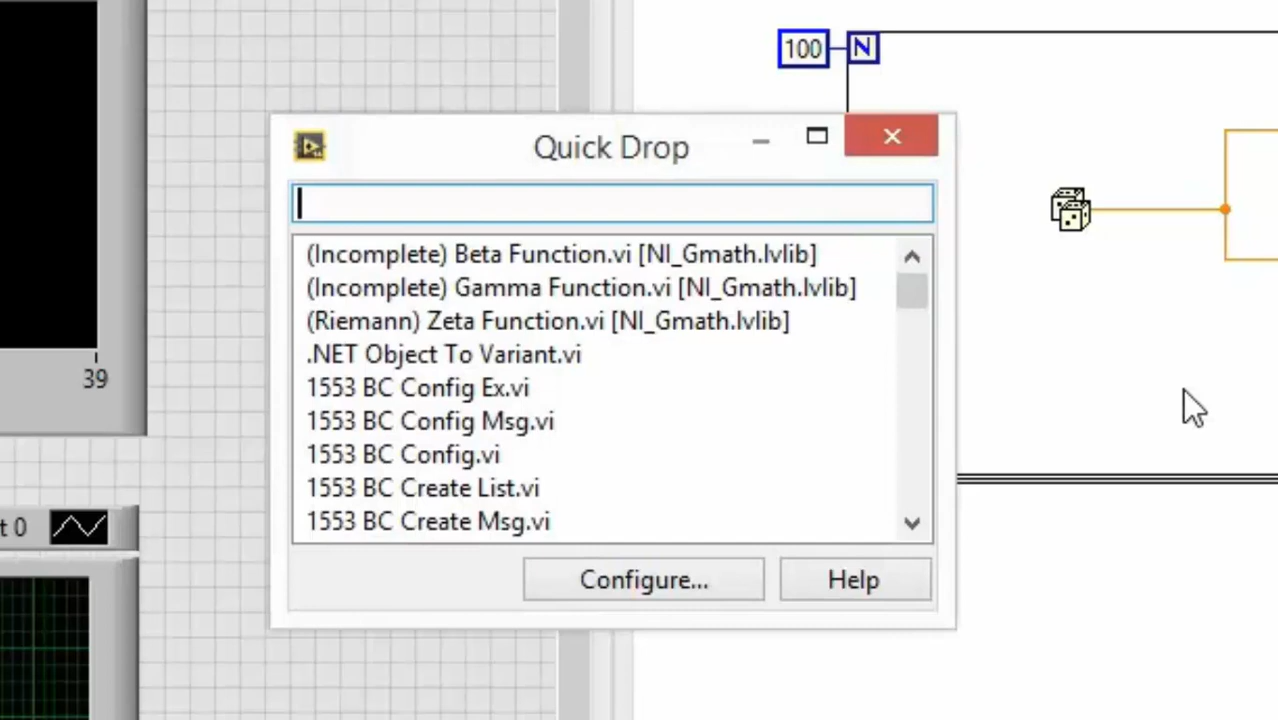 100 N
Quick Drop
(Incomplete) Beta Function.vi [NI_Gmath.lvlib]
(Incomplete) Gamma Function.vi [NI_Gmath.lvlib]
(Riemann) Zeta Function.vi [NI_Gmath.lvlib]
.NET Object To Variant.vi
1553 BC Config Ex.vi
1553 BC Config Msg.vi
1553 BC Config.vi
1553 BC Create List.vi
1553 BC Create Msg.vi
Configure...
Help
39
t 0